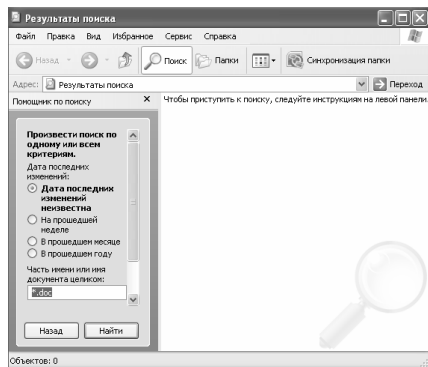 Результаты поиска
Файл Правка Вид Избранное Сервис Справка
Назад Поиск Папки Синхронизация папки
Адрес: Результаты поиска Переход
Помощник по поиску
Чтобы приступить к поиску, следуйте инструкциям на левой панели.
Произвести поиск по
одному или всем
критериям.
Дата последних
изменений:
Дата последних
изменений
неизвестна
На прошедшей
неделе
В прошедшем месяце
В прошедшем году
Часть имени или имя
документа целиком:
*.doc
Назад Найти
Объектов: 0